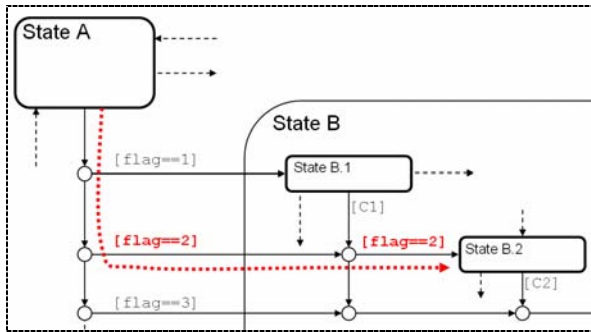 State A
State B
[flag==1]
State B.1
[C1]
[flag==2]
[flag==2]
State B.2
[C2]
[flag==3]